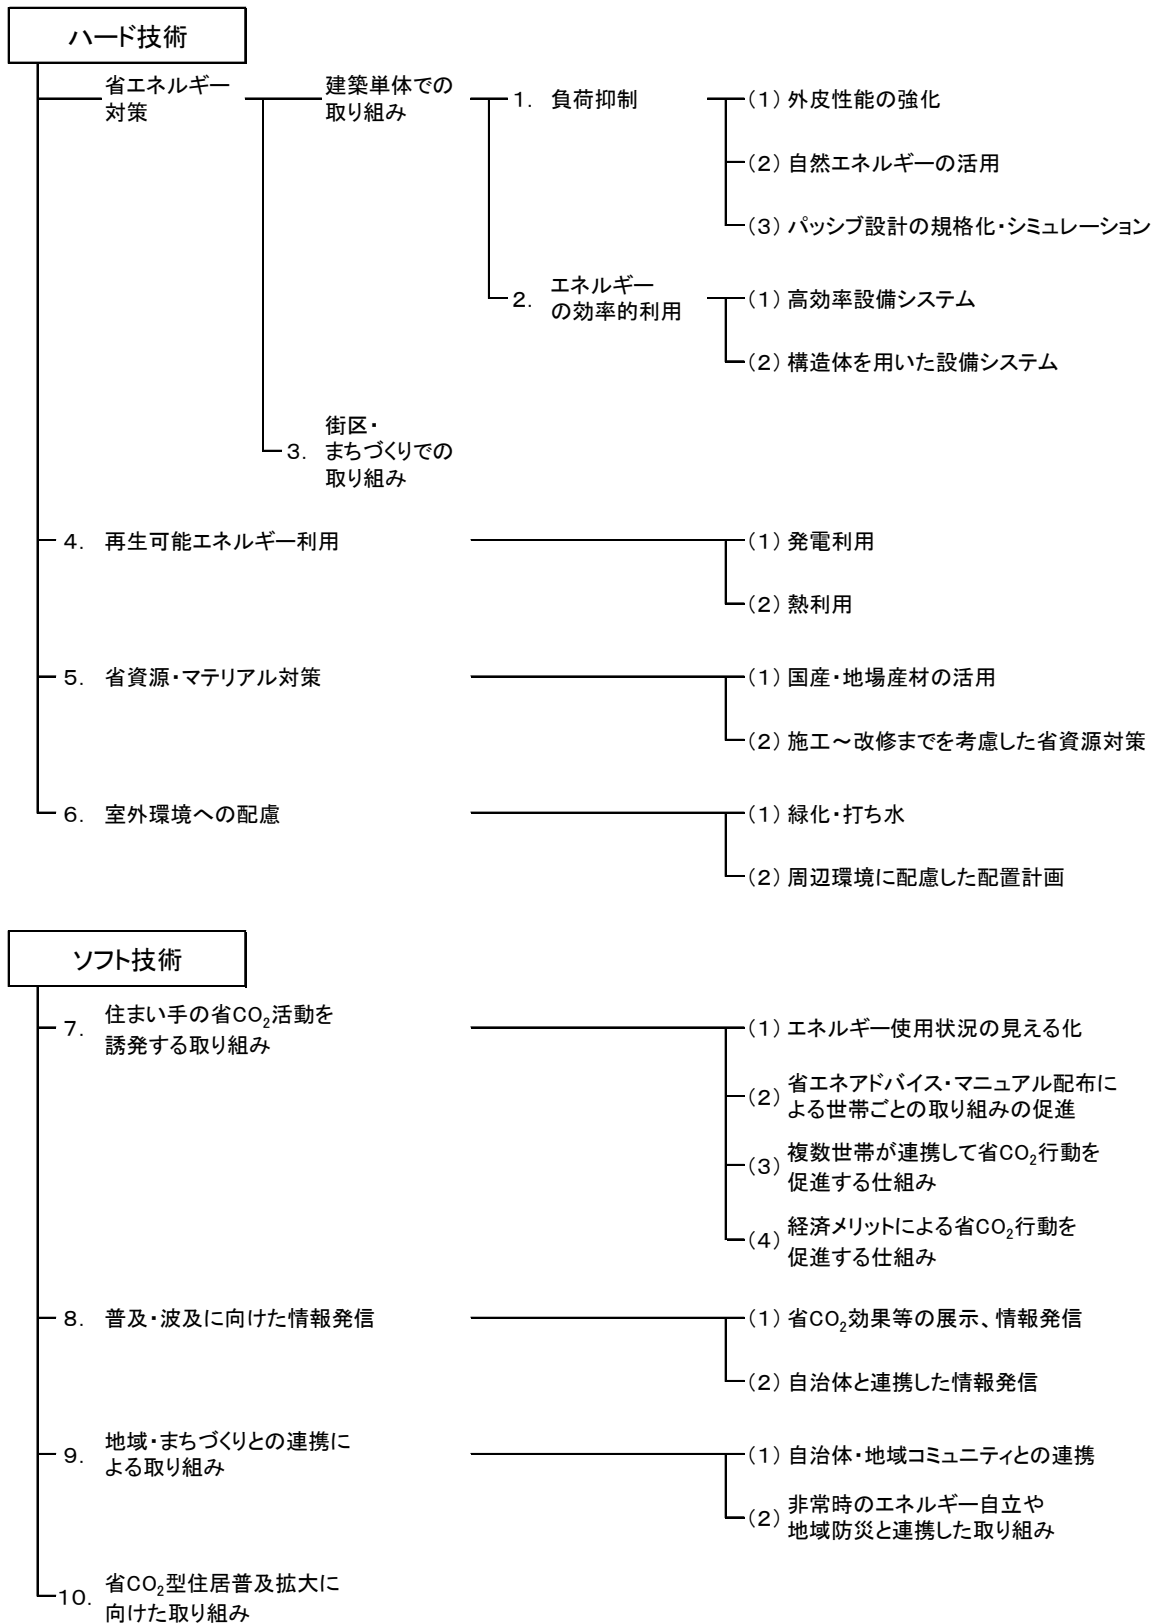 ハード技術
省エネルギー
対策
建築単体での
取り組み
1. 負荷抑制
(1) 外皮性能の強化
(2) 自然エネルギーの活用
(3) パッシブ設計の規格化・シミュレーション
2. エネルギー
の効率的利用
(1) 高効率設備システム
(2) 構造体を用いた設備システム
3. 街区・
まちづくりでの
取り組み
4. 再生可能エネルギー利用
(1) 発電利用
(2) 熱利用
5. 省資源・マテリアル対策
(1) 国産・地場産材の活用
(2) 施工～改修までを考慮した省資源対策
6. 室外環境への配慮
(1) 緑化・打ち水
(2) 周辺環境に配慮した配置計画
ソフト技術
7. 住まい手の省CO₂活動を
誘発する取り組み
(1) エネルギー使用状況の見える化
(2) 省エネアドバイス・マニュアル配布に
よる世帯ごとの取り組みの促進
(3) 複数世帯が連携して省CO₂行動を
促進する仕組み
(4) 経済メリットによる省CO₂行動を
促進する仕組み
8. 普及・波及に向けた情報発信
(1) 省CO₂効果等の展示、情報発信
(2) 自治体と連携した情報発信
9. 地域・まちづくりとの連携に
よる取り組み
(1) 自治体・地域コミュニティとの連携
(2) 非常時のエネルギー自立や
地域防災と連携した取り組み
10. 省CO₂型住居普及拡大に
向けた取り組み